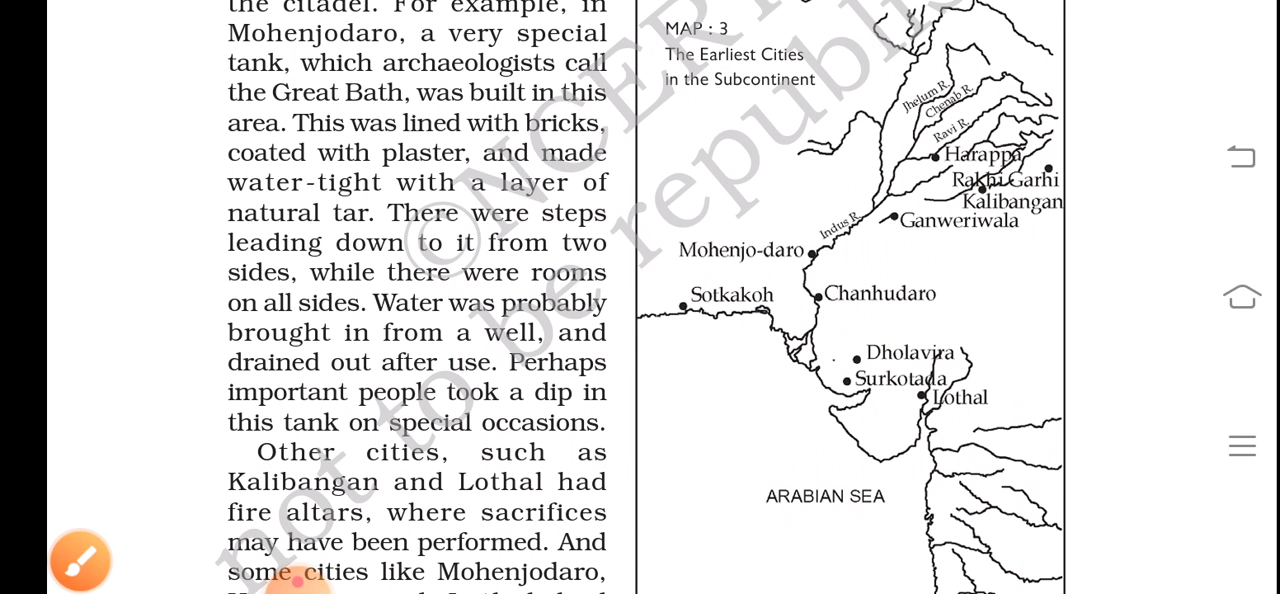 the citadel. For example, in
Mohenjodaro, a very special
tank, which archaeologists call
the Great Bath, was built in this
area. This was lined with bricks,
coated with plaster, and made
water-tight with a layer of
natural tar. There were steps
leading down to it from two
sides, while there were rooms
on all sides. Water was probably
brought in from a well, and
drained out after use. Perhaps
important people took a dip in
this tank on special occasions.
Other cities, such as
Kalibangan and Lothal had
fire altars, where sacrifices
may have been performed. And
some cities like Mohenjodaro,
MAP : 3
The Earliest Cities
in the Subcontinent
Jhelum R.
Chenab R.
Ravi R.
Harappa
Rakhi Garhi
Kalibangan
Ganweriwala
Indus R.
Mohenjo-daro
Sotkakoh
Chanhudaro
Dholavira
Surkotada
Lothal
ARABIAN SEA
©NCERT
not to be republi